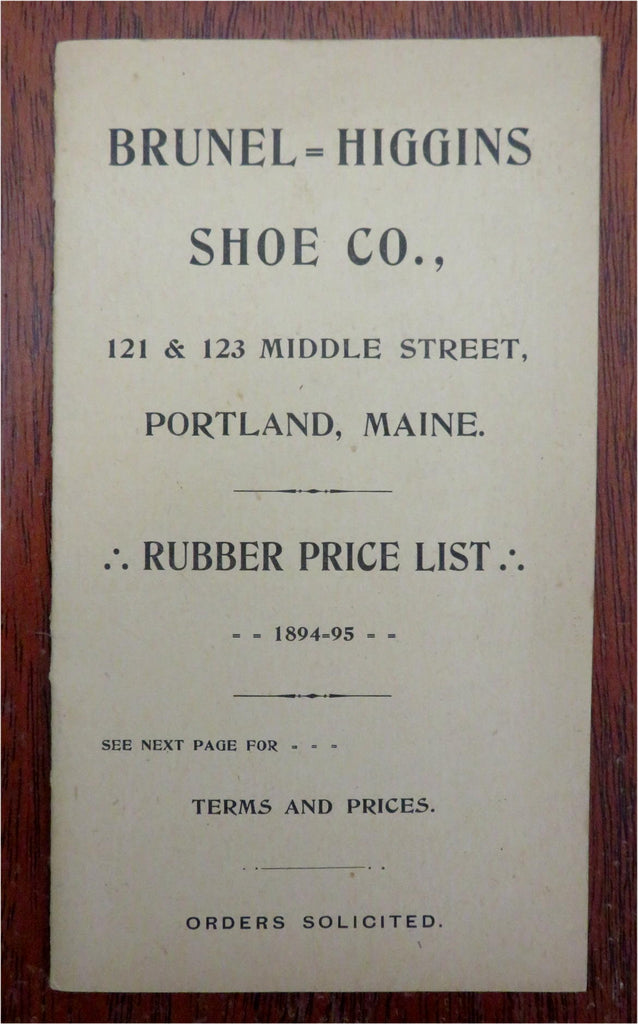 BRUNEL=HIGGINS
SHOE CO.,
121 & 123 MIDDLE STREET,
PORTLAND, MAINE.
∴ RUBBER PRICE LIST ∴
- - 1894-95 - -
SEE NEXT PAGE FOR - - -
TERMS AND PRICES.
ORDERS SOLICITED.